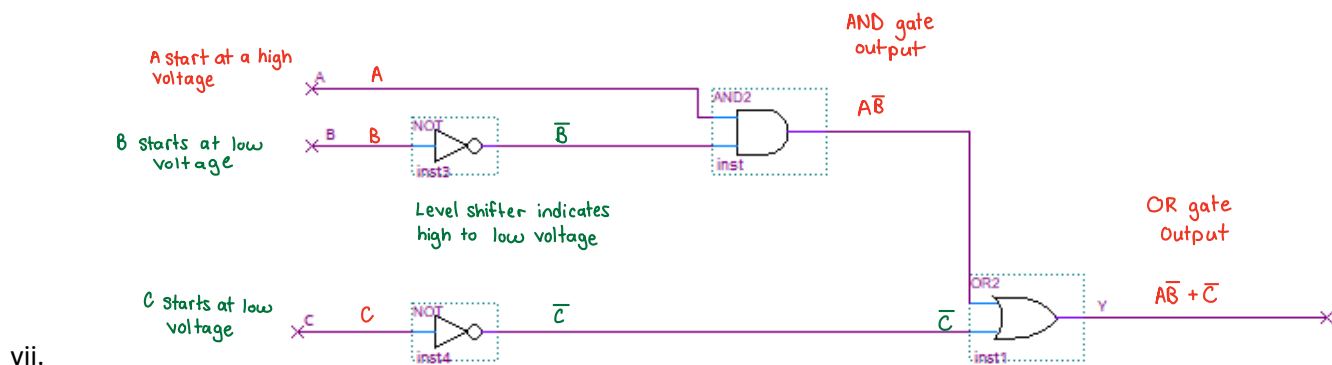 AND gate
output
A start at a high
voltage
A
A
AND2
AB̅
B starts at low
voltage
B
B
NOT
inst3
B̅
inst
Level shifter indicates
high to low voltage
OR gate
Output
C starts at low
voltage
C
C
NOT
inst4
C̅
C̅
OR2
inst1
Y
AB̅ + C̅
vii.